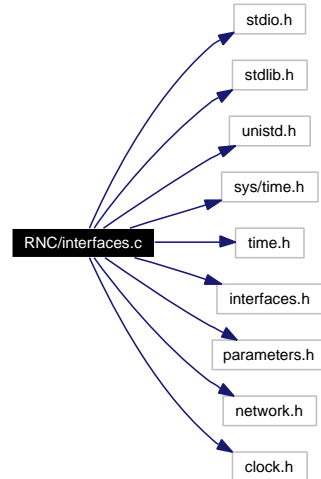 stdio.h
stdlib.h
unistd.h
sys/time.h
RNC/interfaces.c
time.h
interfaces.h
parameters.h
network.h
clock.h